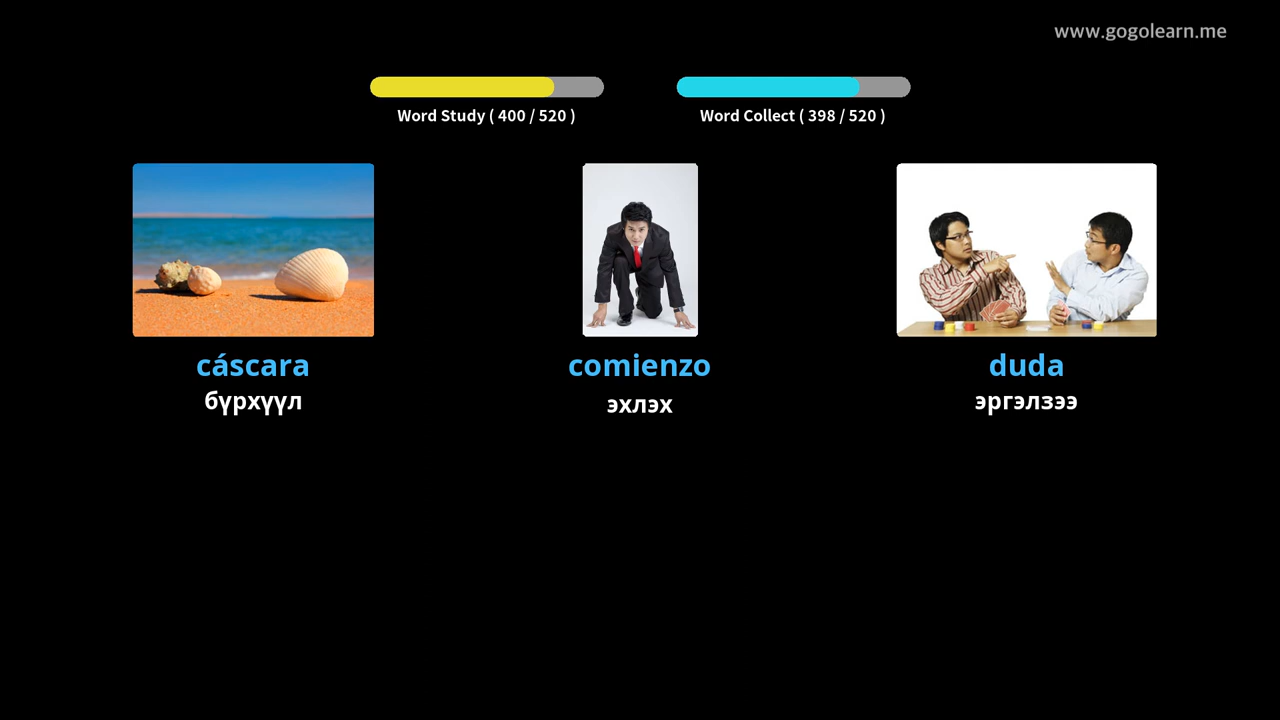 www.gogolearn.me
Word Study ( 400 / 520 )
Word Collect ( 398 / 520 )
cáscara
бүрхүүл
comienzo
эхлэх
duda
эргэлзээ